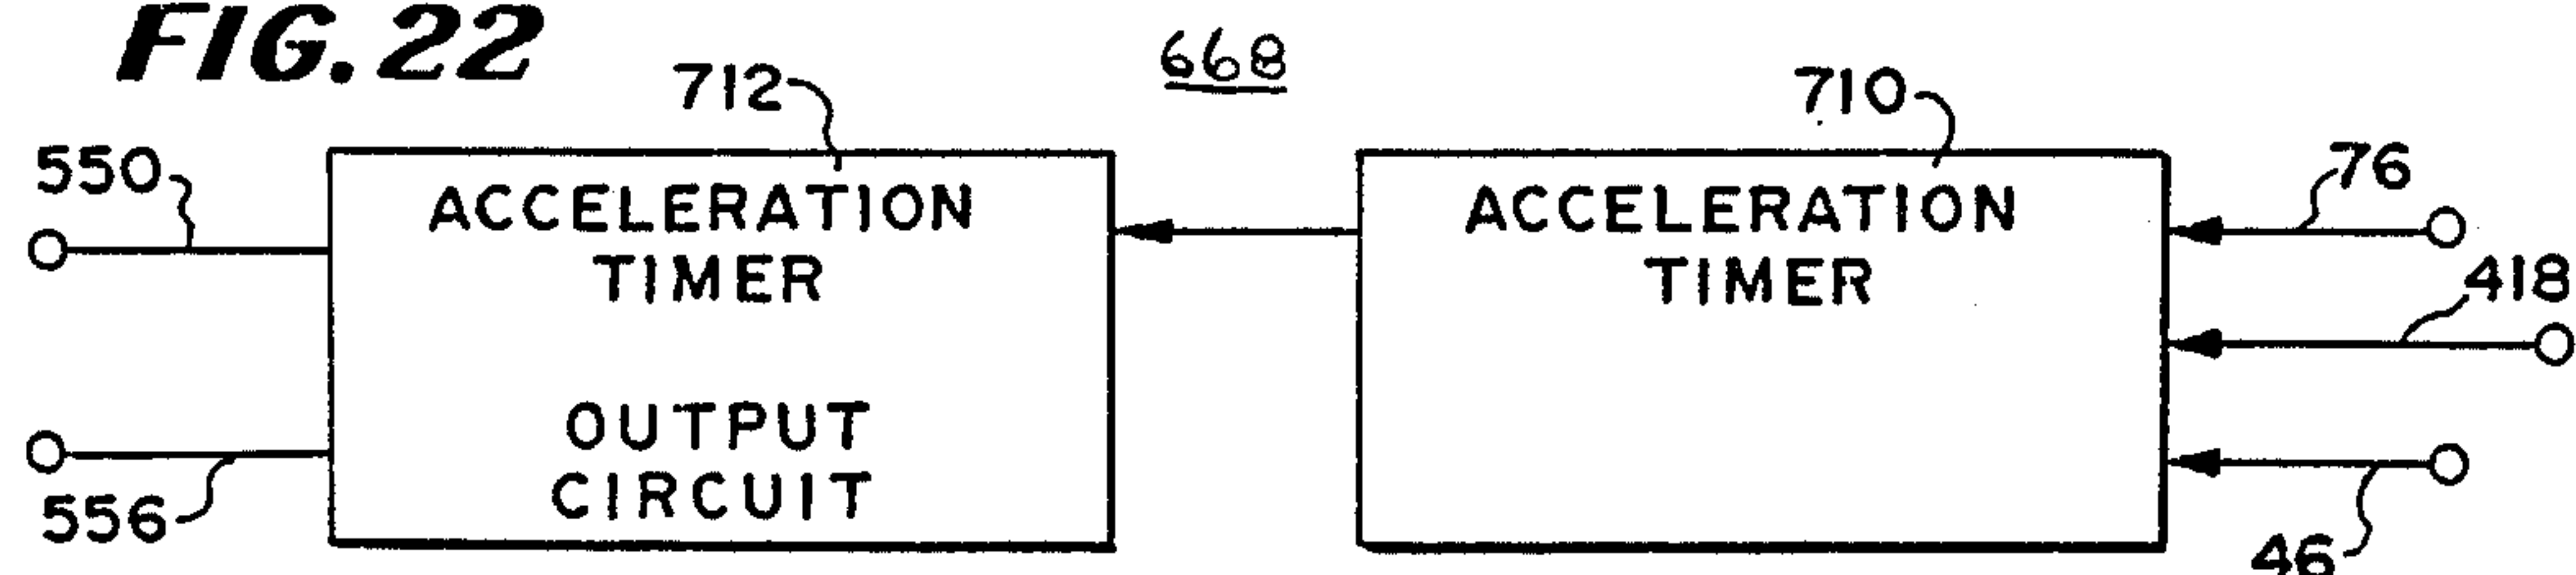 FIG. 22
668
712
710
550
76
ACCELERATION
TIMER
ACCELERATION
TIMER
418
OUTPUT
CIRCUIT
556
46